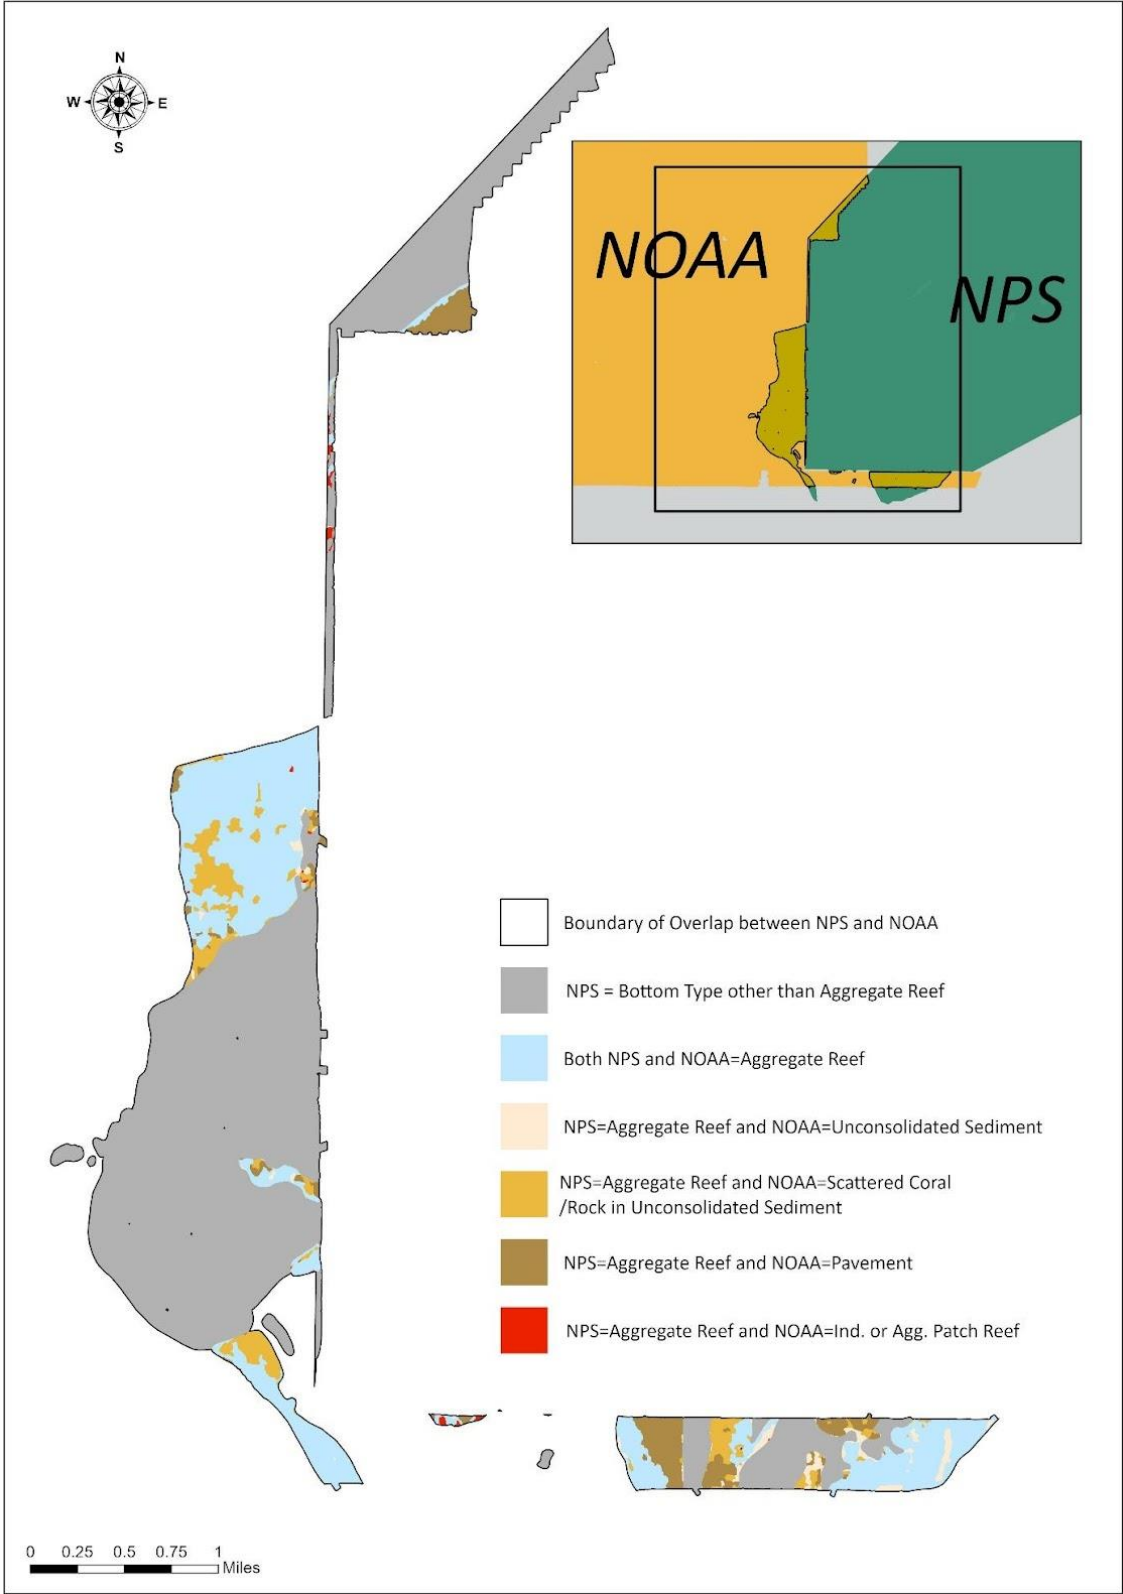 N
W E
S
NOAA
NPS
Boundary of Overlap between NPS and NOAA
NPS = Bottom Type other than Aggregate Reef
Both NPS and NOAA=Aggregate Reef
NPS=Aggregate Reef and NOAA=Unconsolidated Sediment
NPS=Aggregate Reef and NOAA=Scattered Coral
/Rock in Unconsolidated Sediment
NPS=Aggregate Reef and NOAA=Pavement
NPS=Aggregate Reef and NOAA=Ind. or Agg. Patch Reef
0 0.25 0.5 0.75 1
Miles